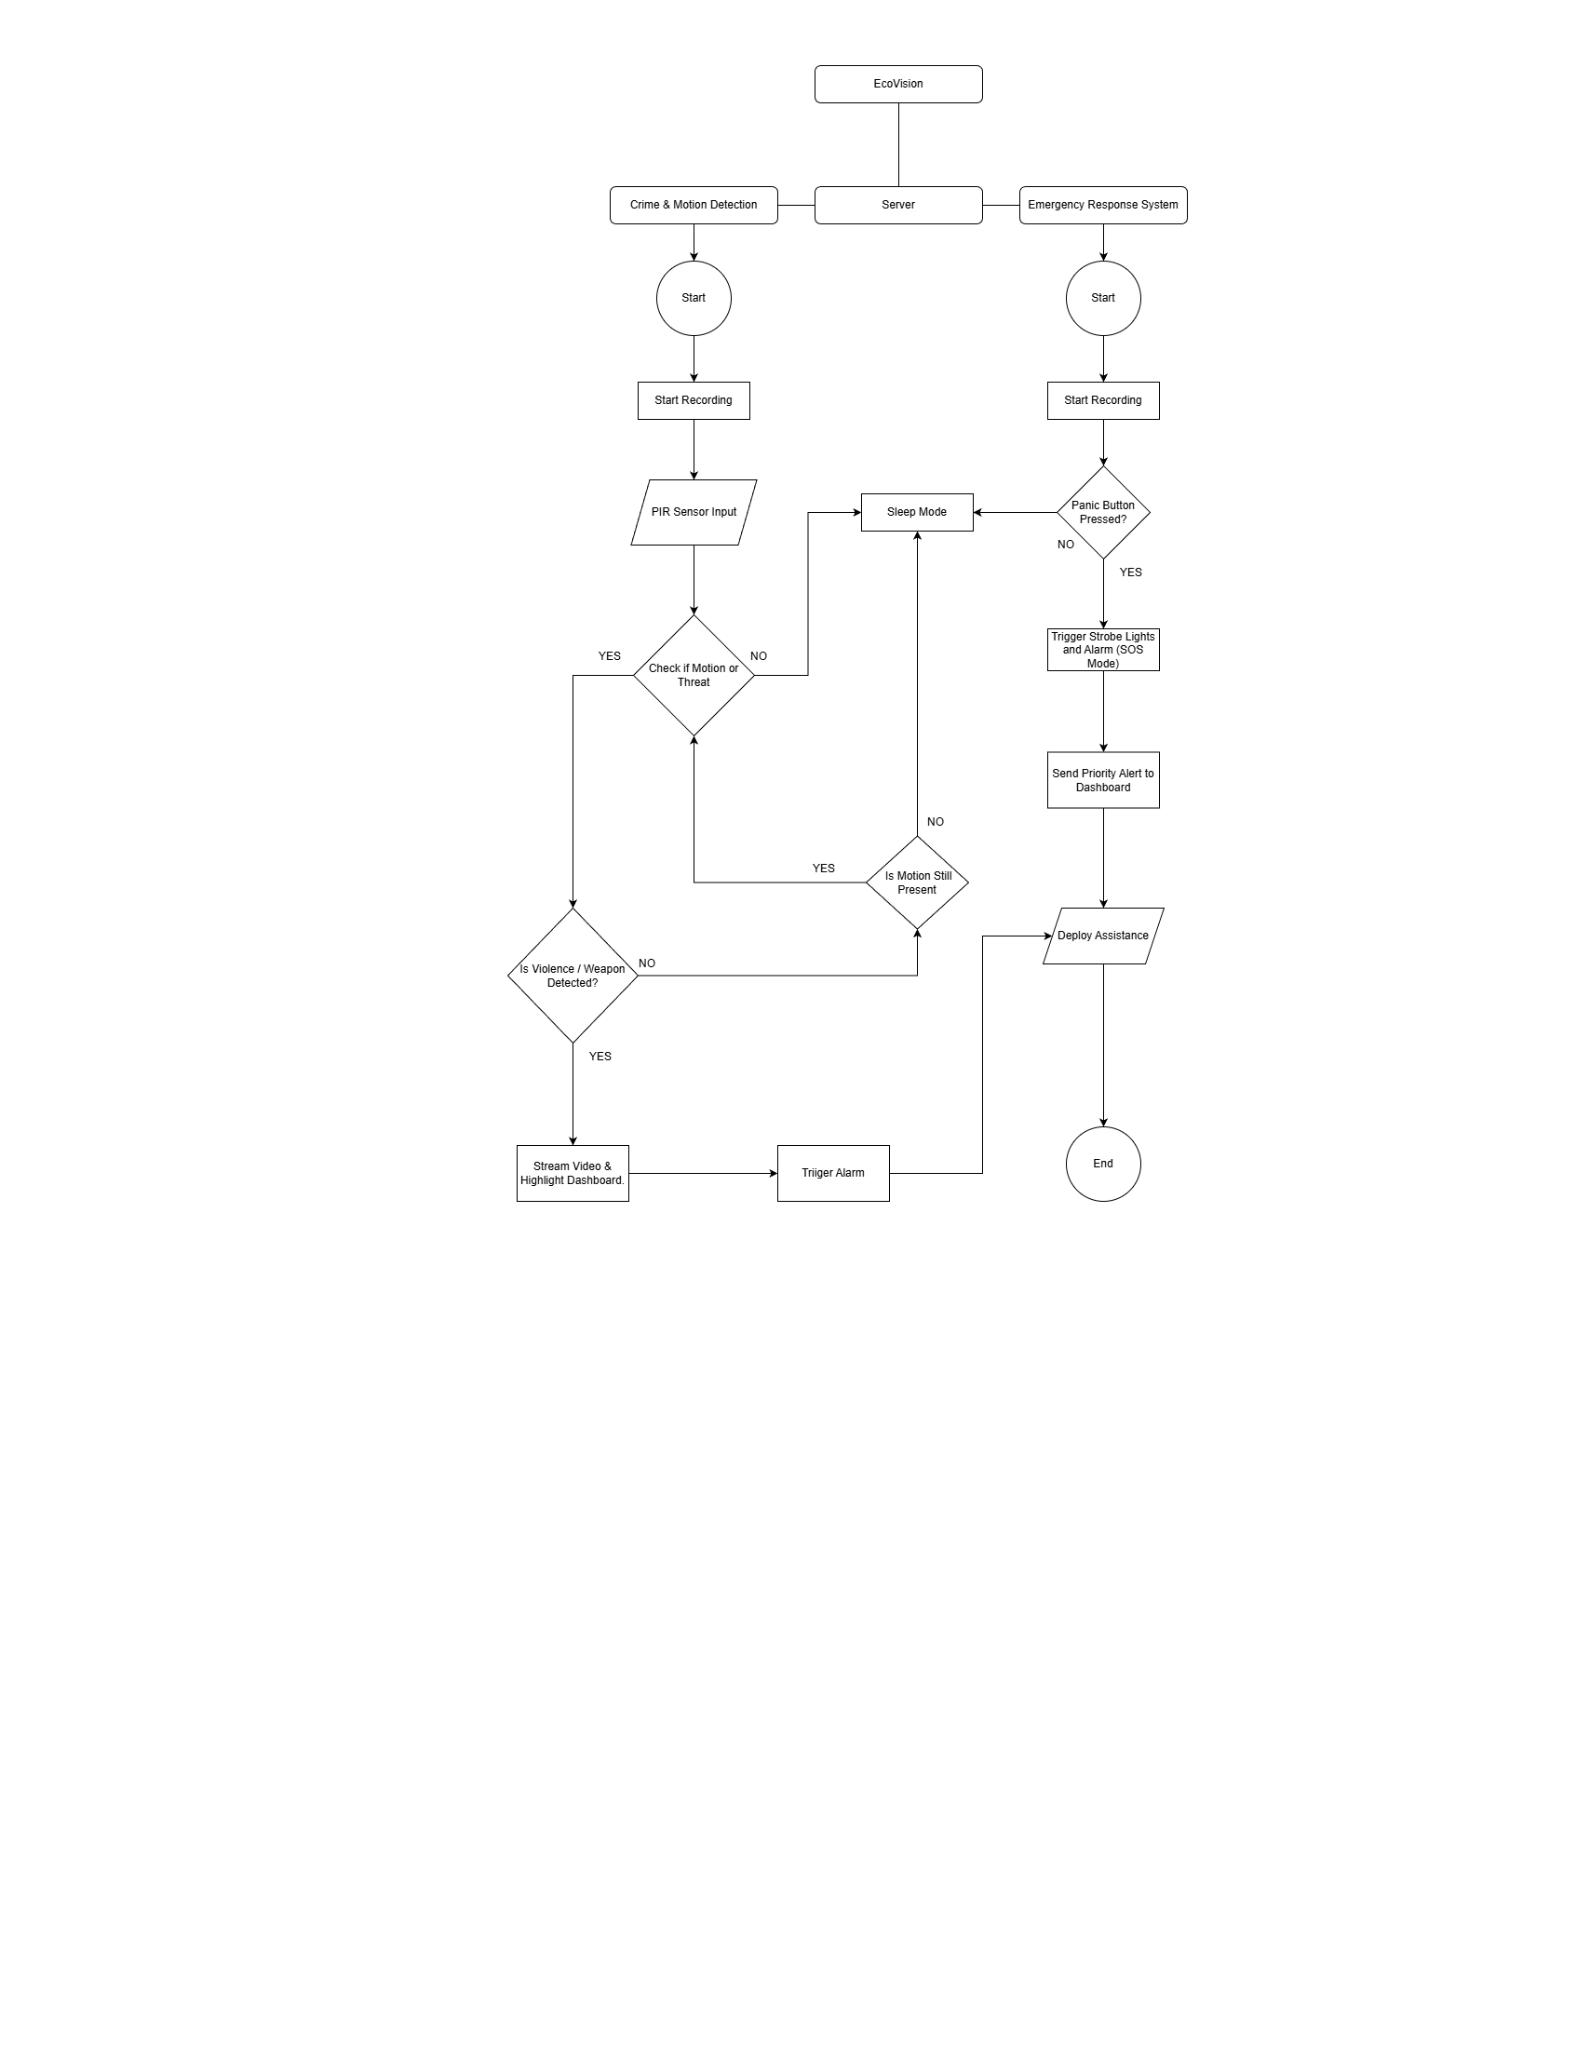 EcoVision
Crime & Motion Detection
Server
Emergency Response System
Start
Start
Start Recording
Start Recording
PIR Sensor Input
Sleep Mode
Panic Button
Pressed?
NO
YES
YES
Check if Motion or
Threat
NO
Trigger Strobe Lights
and Alarm (SOS
Mode)
Send Priority Alert to
Dashboard
NO
YES
Is Motion Still
Present
Deploy Assistance
Is Violence / Weapon
Detected?
NO
YES
Stream Video &
Highlight Dashboard.
Triiger Alarm
End